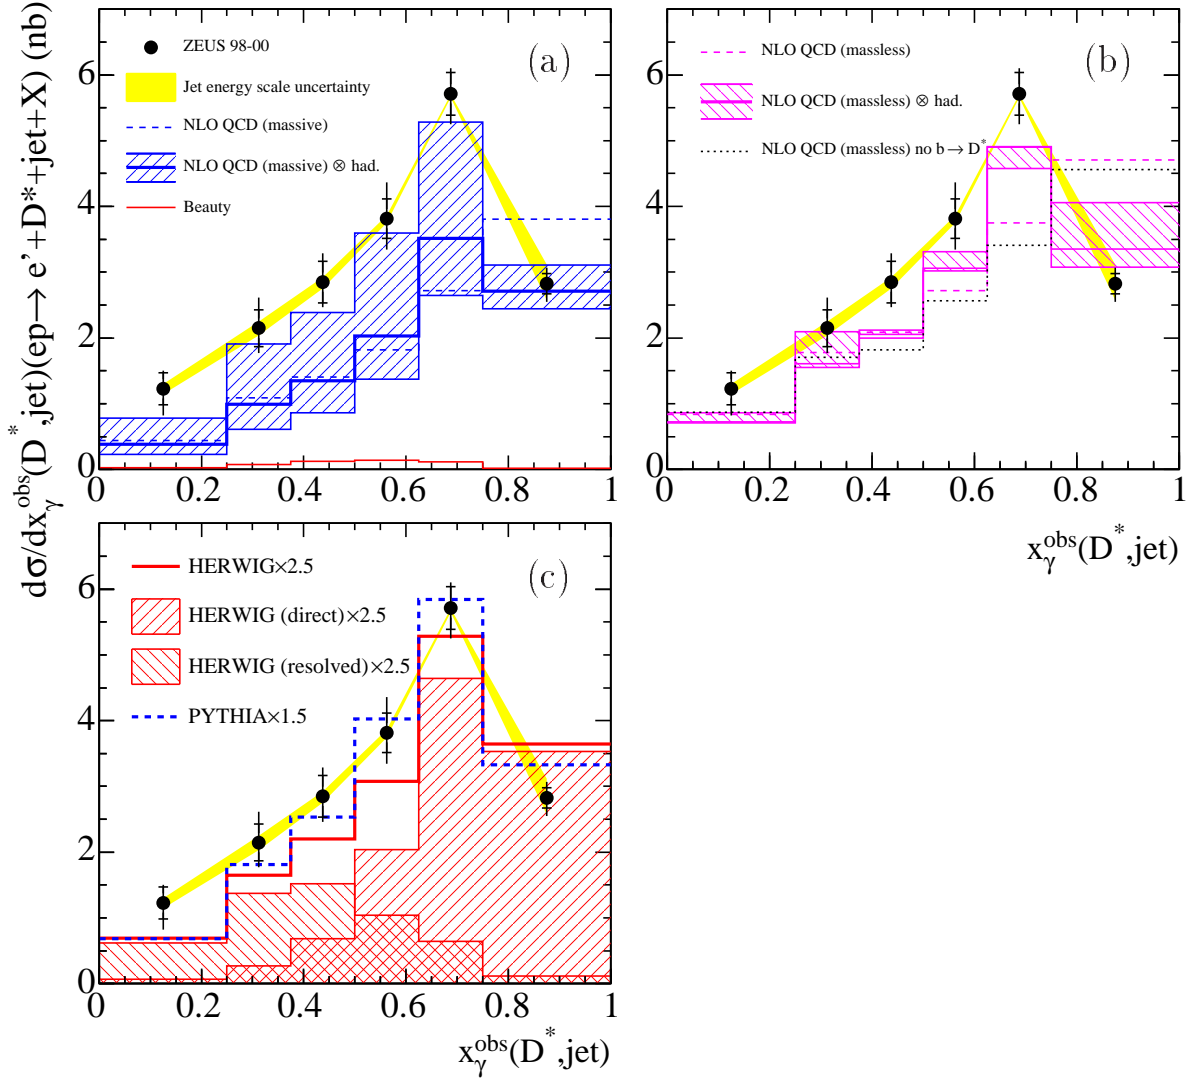 dσ/dx_γ^obs(D*,jet)(ep→ e'+D*+jet+X) (nb)
(a)
ZEUS 98-00
Jet energy scale uncertainty
NLO QCD (massive)
NLO QCD (massive) ⊗ had.
Beauty
6
4
2
0
0 0.2 0.4 0.6 0.8 1
(b)
NLO QCD (massless)
NLO QCD (massless) ⊗ had.
NLO QCD (massless) no b→D*
6
4
2
0
0 0.2 0.4 0.6 0.8 1
x_γ^obs(D*,jet)
(c)
HERWIG×2.5
HERWIG (direct)×2.5
HERWIG (resolved)×2.5
PYTHIA×1.5
6
4
2
0
0 0.2 0.4 0.6 0.8 1
x_γ^obs(D*,jet)